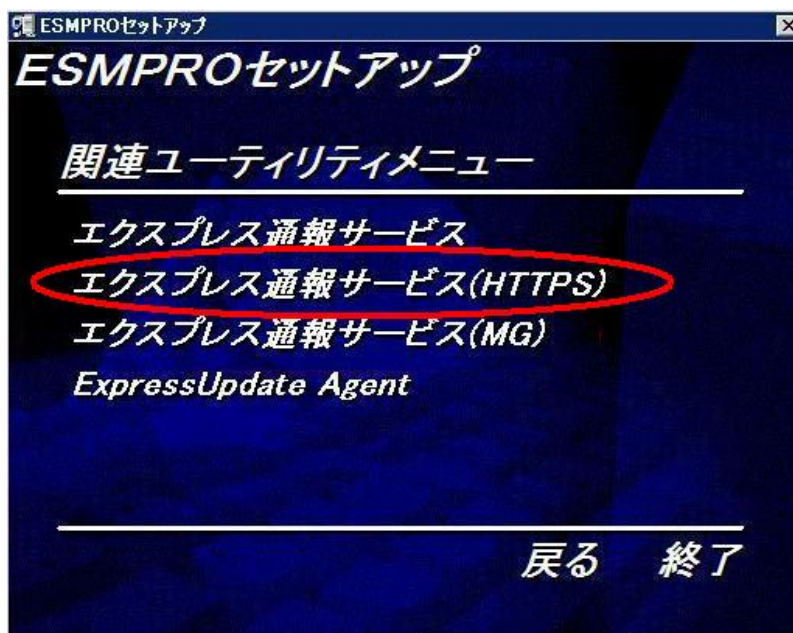 ESMPROセットアップ
ESMPROセットアップ
関連ユーティリティメニュー
エクスプレス通報サービス
エクスプレス通報サービス(HTTPS)
エクスプレス通報サービス(MG)
ExpressUpdate Agent
戻る 終了